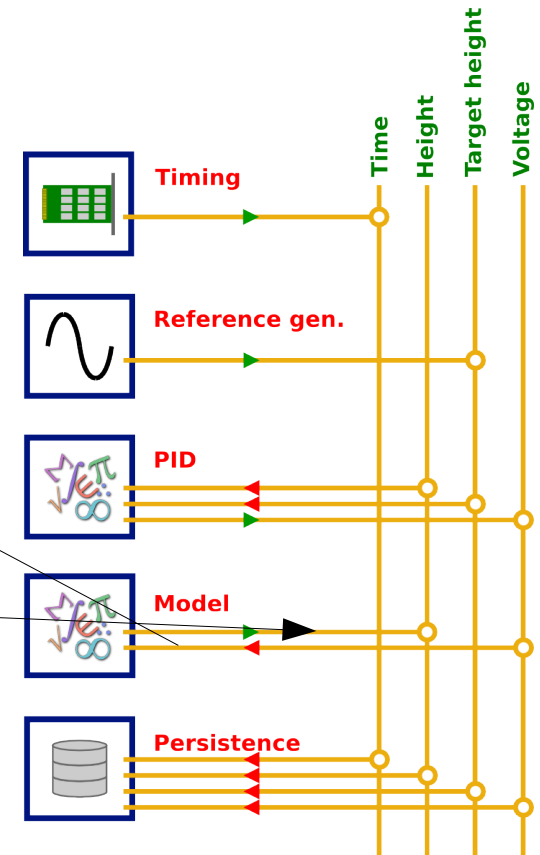 Time
Height
Target height
Voltage
Timing
Reference gen.
PID
Model
Persistence